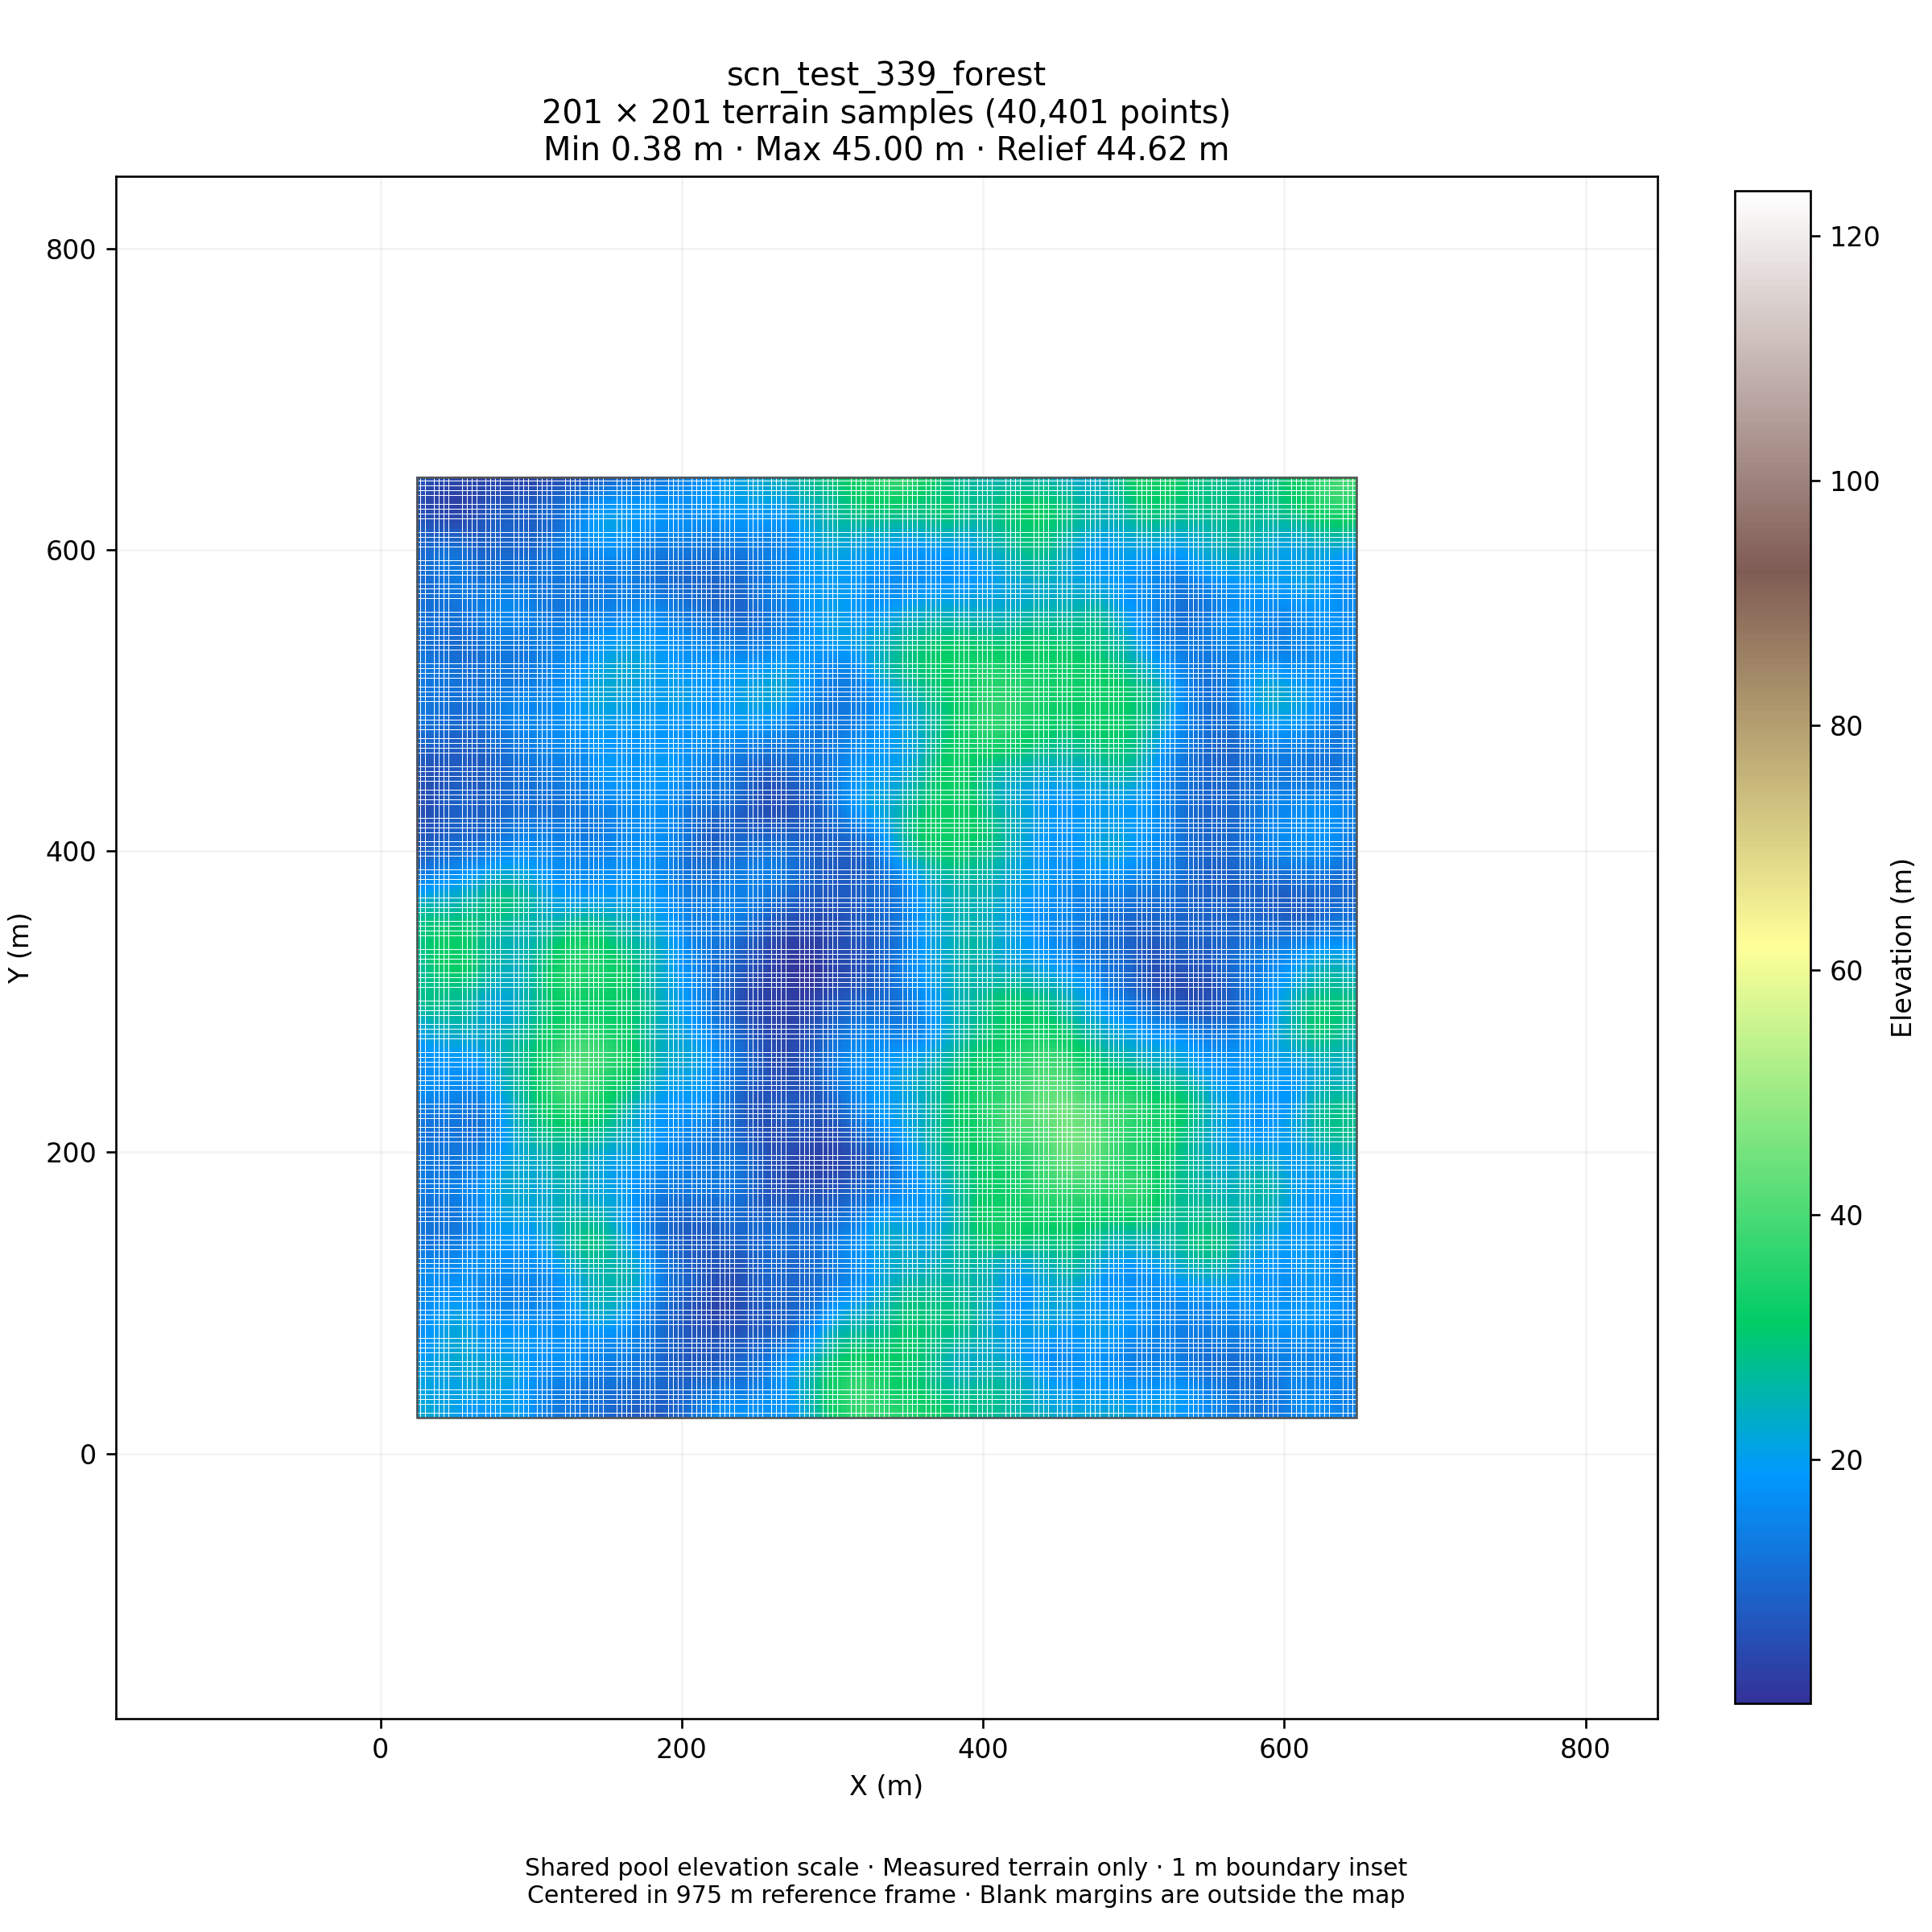 scn_test_339_forest
201 × 201 terrain samples (40,401 points)
Min 0.38 m · Max 45.00 m · Relief 44.62 m
800
600
400
200
0
Y (m)
0
200
400
600
800
X (m)
120
100
80
60
40
20
Elevation (m)
Shared pool elevation scale · Measured terrain only · 1 m boundary inset
Centered in 975 m reference frame · Blank margins are outside the map